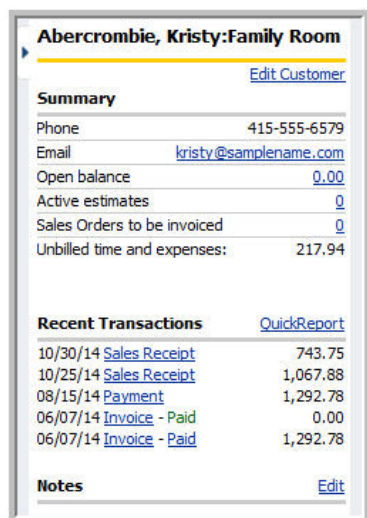 Abercrombie, Kristy:Family Room
Edit Customer
Summary
Phone 415-555-6579
Email kristy@samplename.com
Open balance 0.00
Active estimates 0
Sales Orders to be invoiced 0
Unbilled time and expenses: 217.94
Recent Transactions QuickReport
10/30/14 Sales Receipt 743.75
10/25/14 Sales Receipt 1,067.88
08/15/14 Payment 1,292.78
06/07/14 Invoice - Paid 0.00
06/07/14 Invoice - Paid 1,292.78
Notes Edit